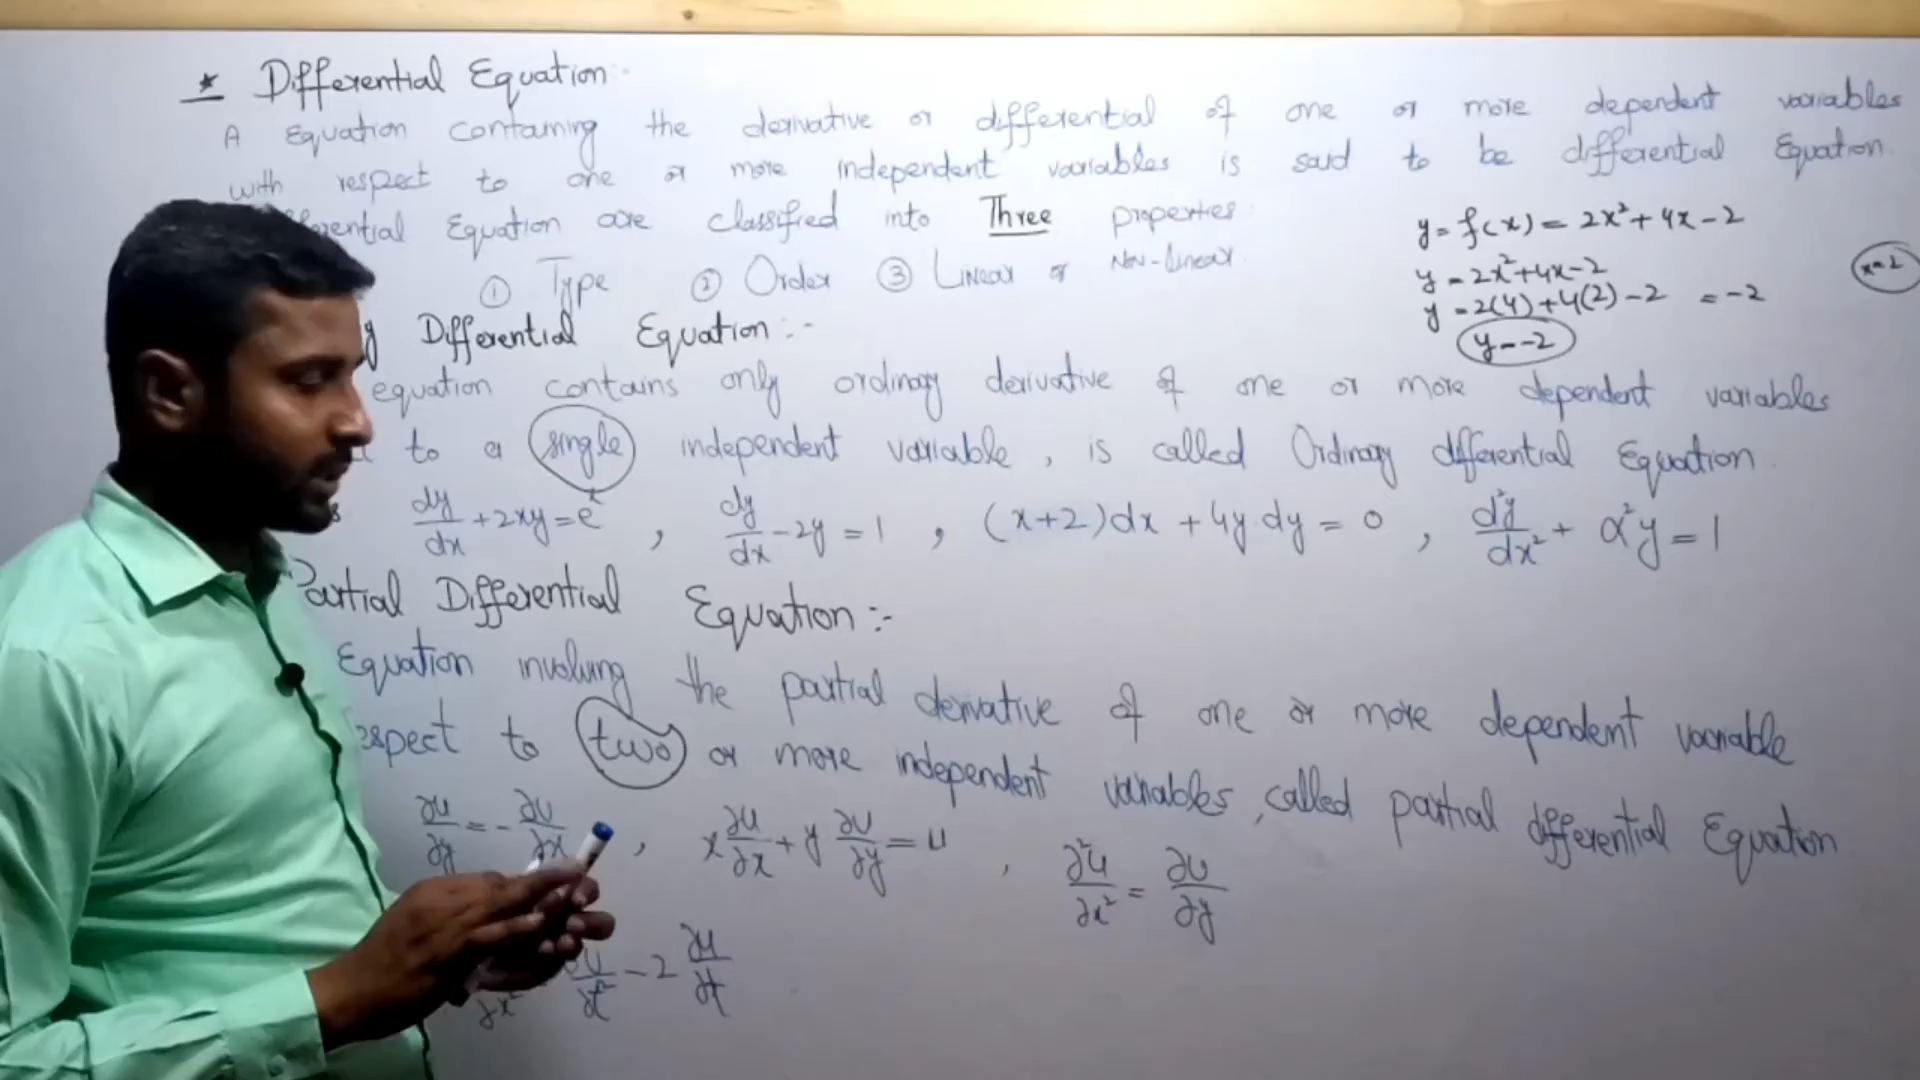 * Differential Equation:-
A Equation containing the derivative or differential of one or more dependent variables
with respect to one or more independent variables is said to be differential Equation.
Equation are classified into Three properties
① Type ② Order ③ Linear or Non-linear.
y = f(x) = 2x² + 4x - 2
y = 2x² + 4x - 2
x = 2
y = 2(4) + 4(2) - 2 = -2
y = -2
Differential Equation :-
equation contains only ordinary derivative of one or more dependent variables
to a single independent variable, is called Ordinary differential Equation.
dy/dx + 2xy = eˣ , dy/dx - 2y = 1 , (x+2)dx + 4y dy = 0 , d²y/dx² + α²y = 1
Partial Differential Equation :-
Equation involving the partial derivative of one or more dependent variable
to two or more independent variables, called partial differential Equation
∂u/∂y = - ∂v/∂x , x ∂u/∂x + y ∂v/∂y = u , ∂²u/∂x² = ∂v/∂y
- 2 ∂u/∂t